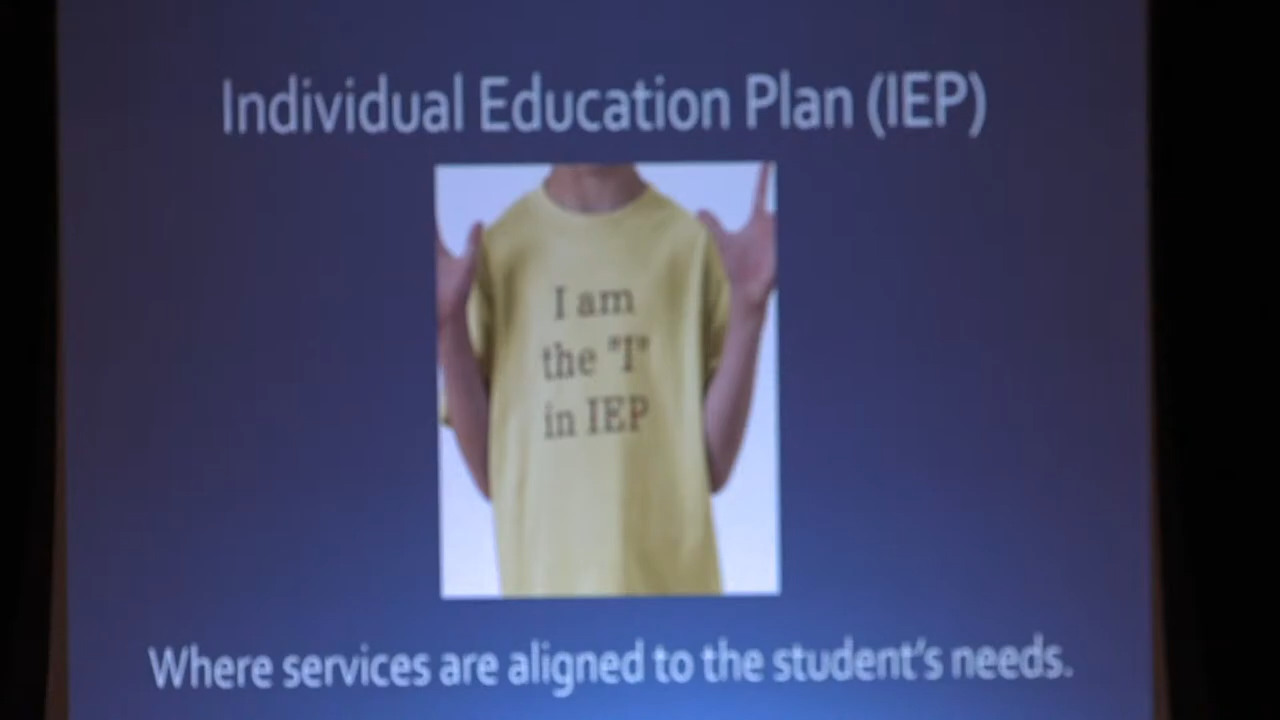 Individual Education Plan (IEP)
I am
the "I"
in IEP
Where services are aligned to the student's needs.